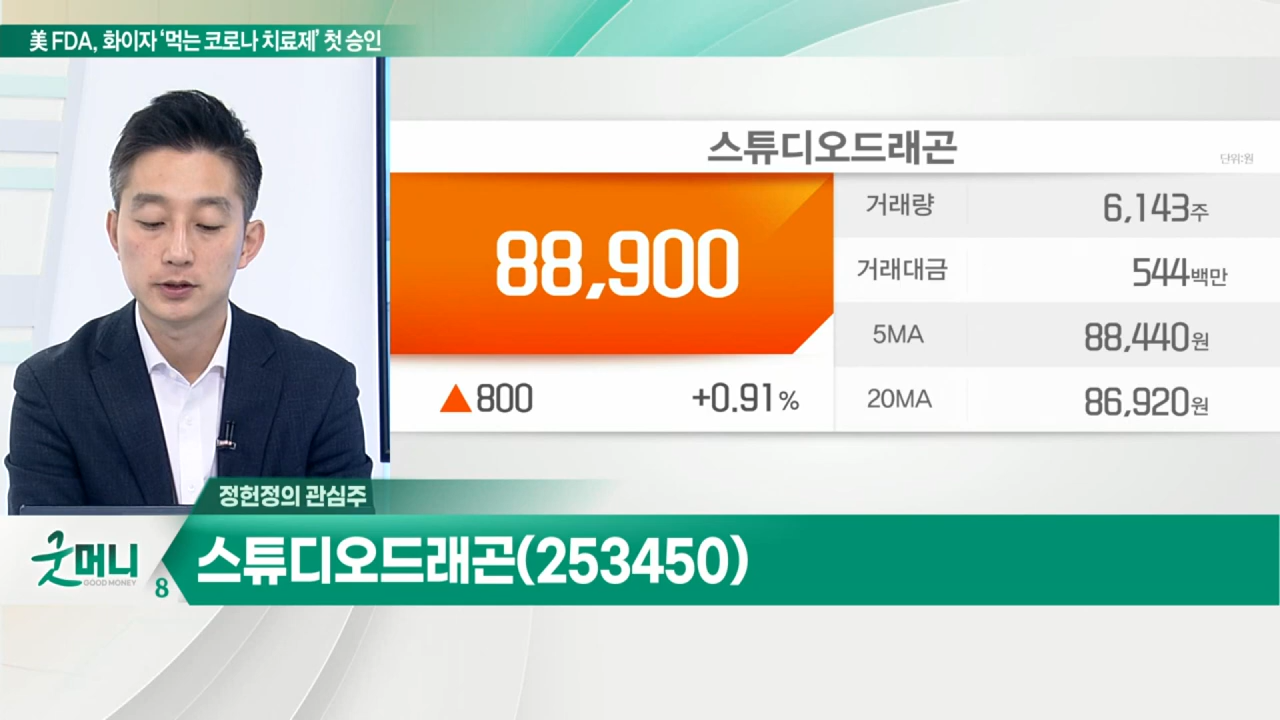 美 FDA, 화이자 ‘먹는 코로나 치료제’ 첫 승인
스튜디오드래곤
단위:원
88,900
▲800 +0.91%
거래량 6,143주
거래대금 544백만
5MA 88,440원
20MA 86,920원
정헌정의 관심주
굿머니
GOOD MONEY
8
스튜디오드래곤(253450)